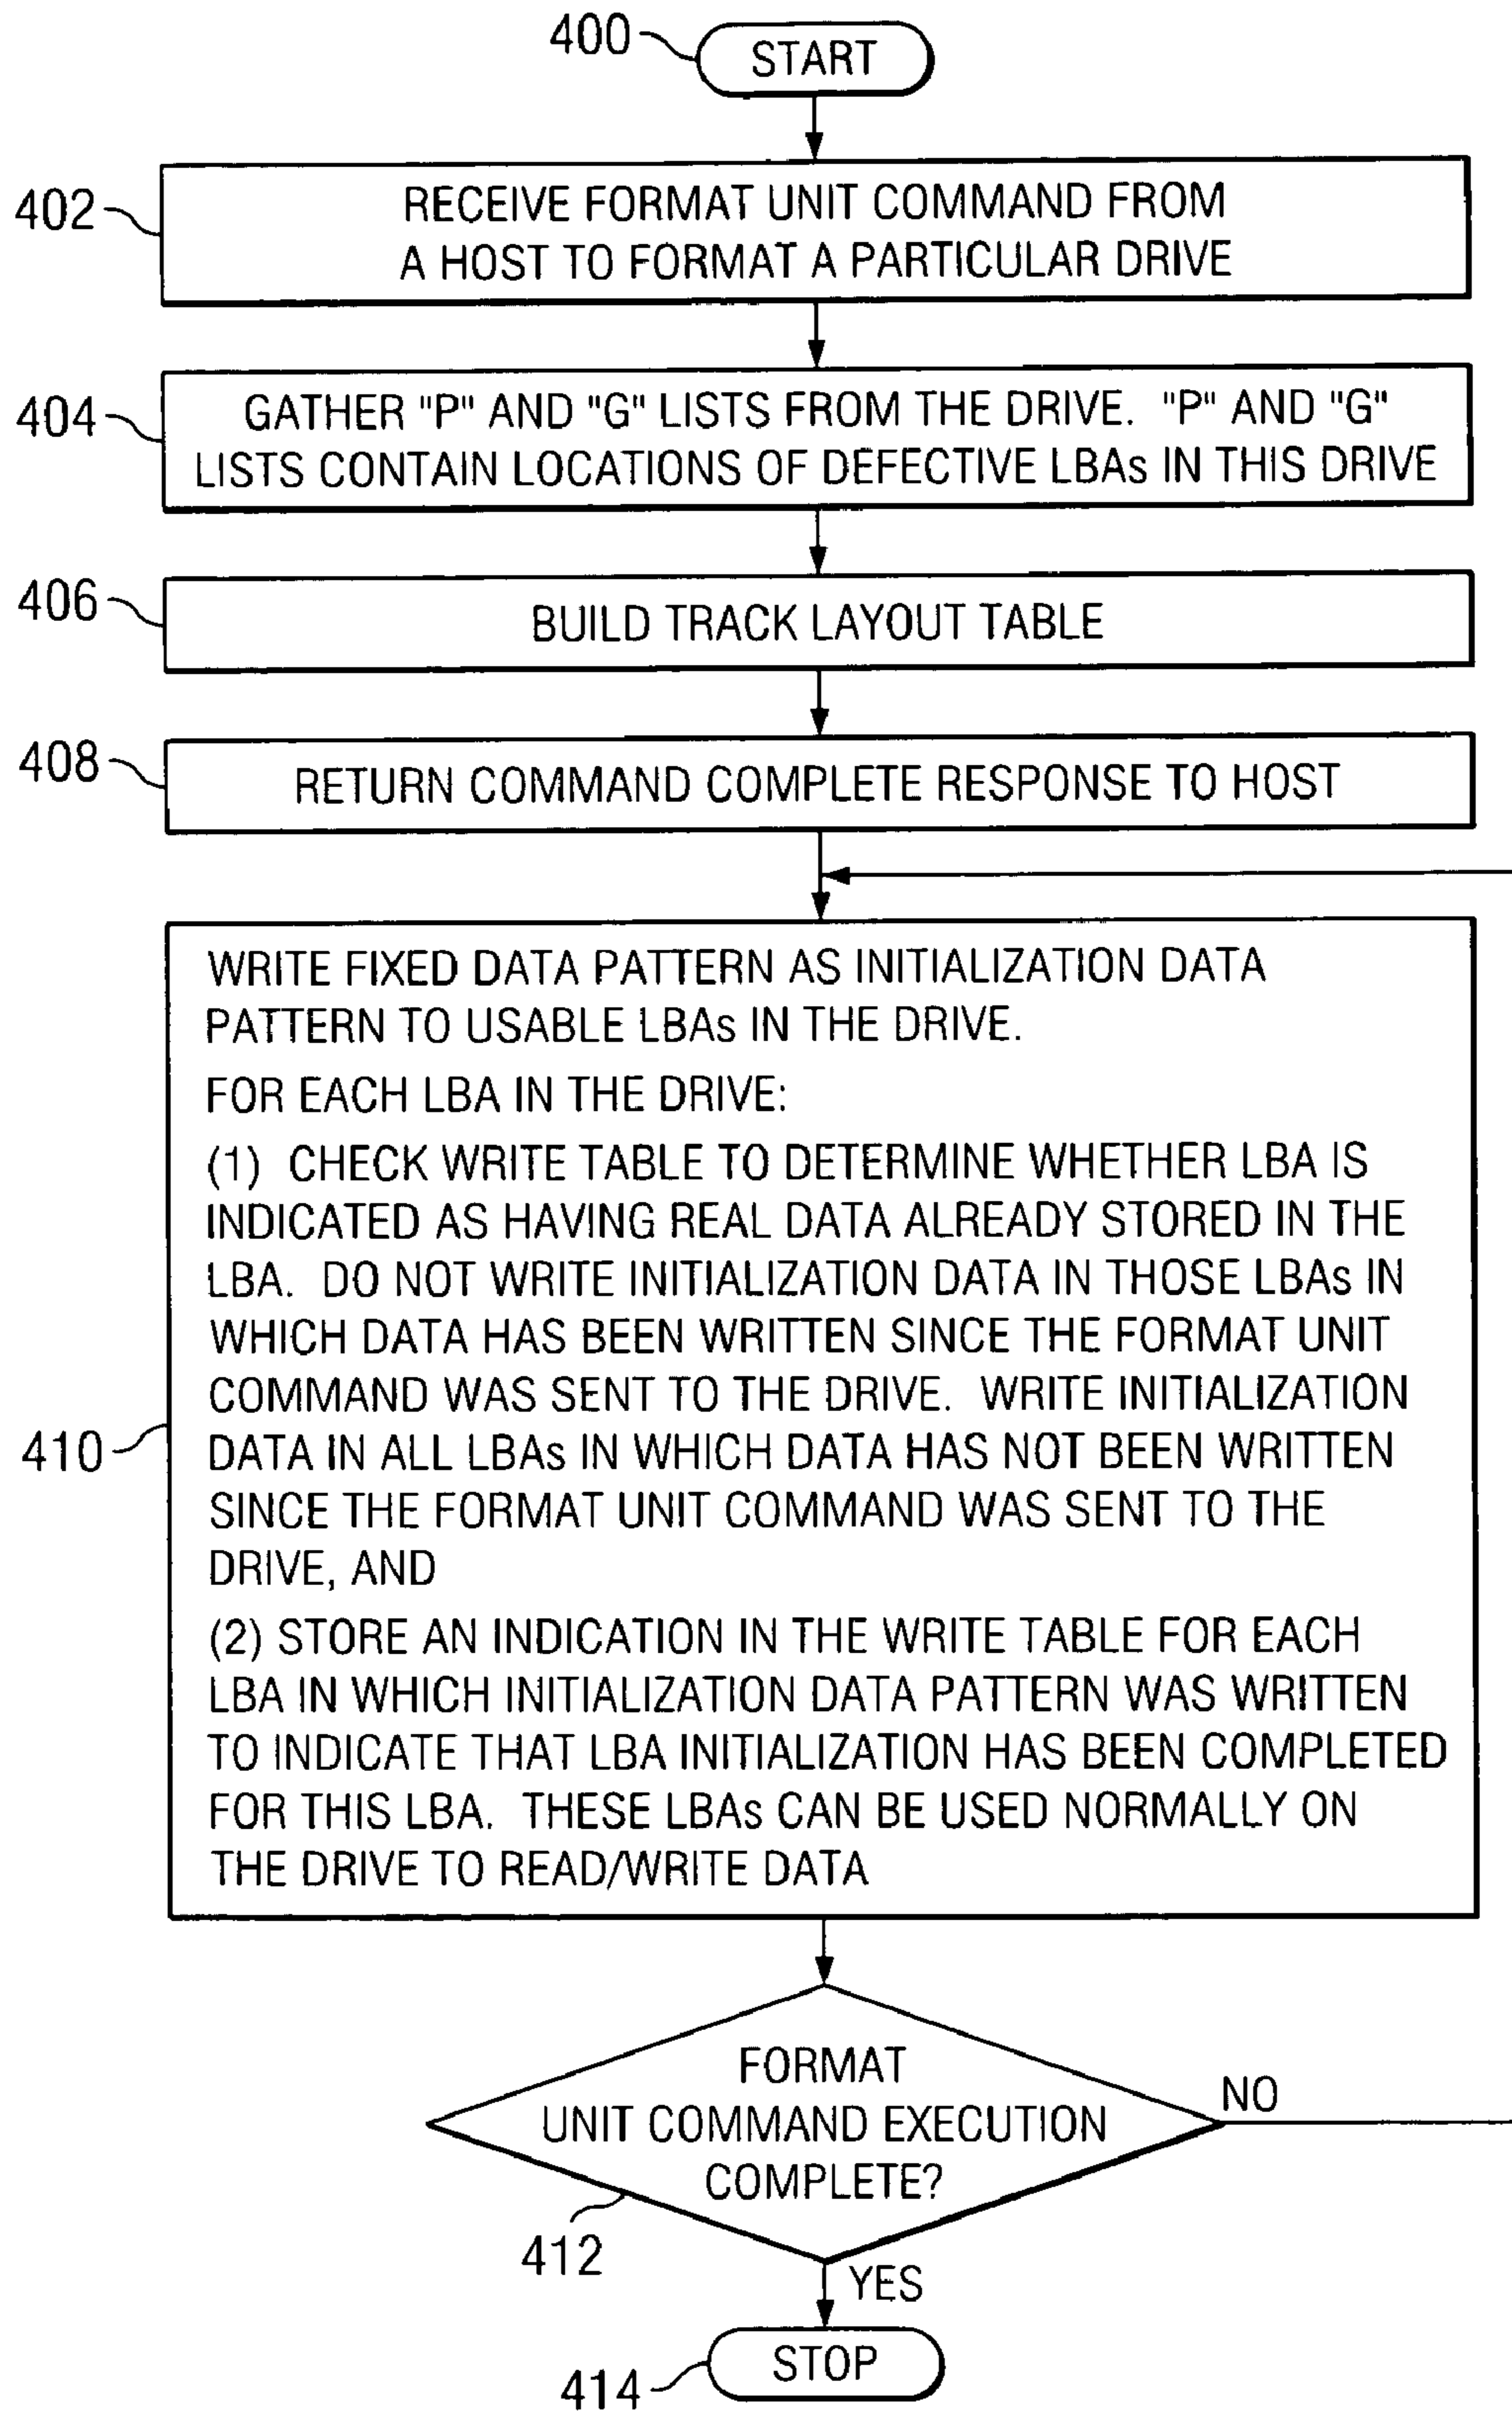 400
START
402
RECEIVE FORMAT UNIT COMMAND FROM
A HOST TO FORMAT A PARTICULAR DRIVE
404
GATHER "P" AND "G" LISTS FROM THE DRIVE. "P" AND "G"
LISTS CONTAIN LOCATIONS OF DEFECTIVE LBAs IN THIS DRIVE
406
BUILD TRACK LAYOUT TABLE
408
RETURN COMMAND COMPLETE RESPONSE TO HOST
410
WRITE FIXED DATA PATTERN AS INITIALIZATION DATA
PATTERN TO USABLE LBAs IN THE DRIVE.
FOR EACH LBA IN THE DRIVE:
(1) CHECK WRITE TABLE TO DETERMINE WHETHER LBA IS
INDICATED AS HAVING REAL DATA ALREADY STORED IN THE
LBA. DO NOT WRITE INITIALIZATION DATA IN THOSE LBAs IN
WHICH DATA HAS BEEN WRITTEN SINCE THE FORMAT UNIT
COMMAND WAS SENT TO THE DRIVE. WRITE INITIALIZATION
DATA IN ALL LBAs IN WHICH DATA HAS NOT BEEN WRITTEN
SINCE THE FORMAT UNIT COMMAND WAS SENT TO THE
DRIVE, AND
(2) STORE AN INDICATION IN THE WRITE TABLE FOR EACH
LBA IN WHICH INITIALIZATION DATA PATTERN WAS WRITTEN
TO INDICATE THAT LBA INITIALIZATION HAS BEEN COMPLETED
FOR THIS LBA. THESE LBAs CAN BE USED NORMALLY ON
THE DRIVE TO READ/WRITE DATA
FORMAT
UNIT COMMAND EXECUTION
COMPLETE?
NO
412
YES
STOP
414